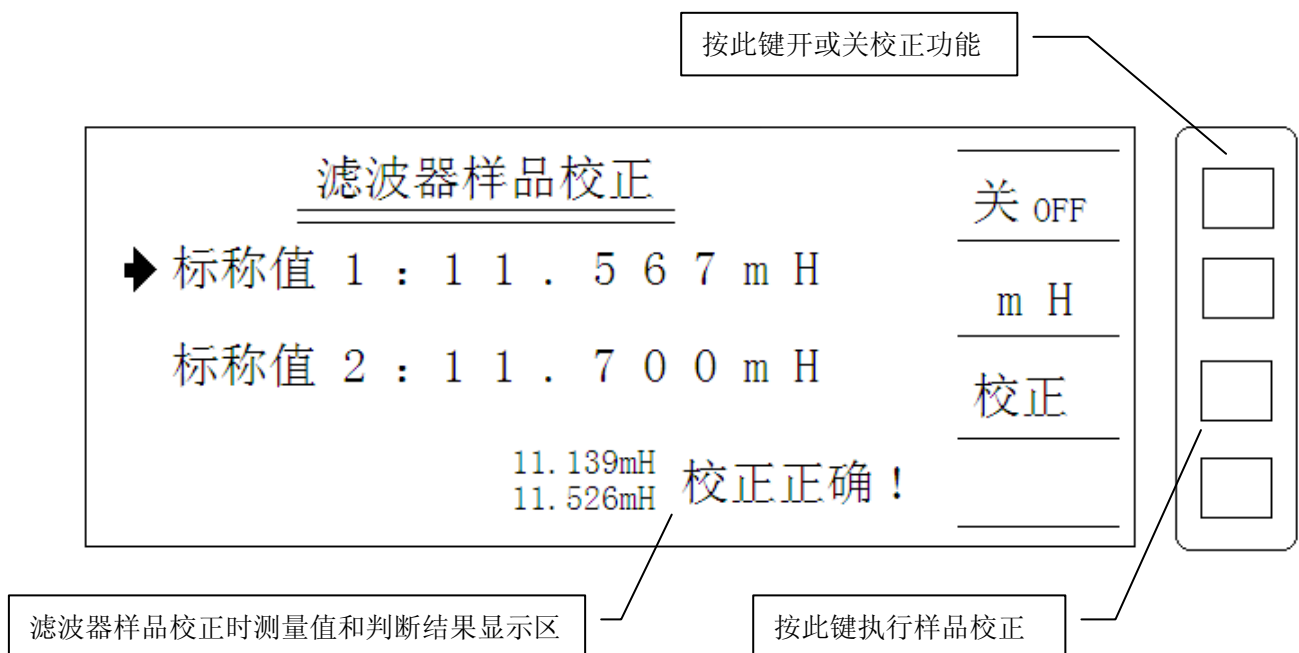 按此键开或关校正功能
滤波器样品校正
关 OFF
标称值 1:11.567mH
mH
标称值 2:11.700mH
校正
11.139mH
11.526mH
校正正确!
滤波器样品校正时测量值和判断结果显示区
按此键执行样品校正